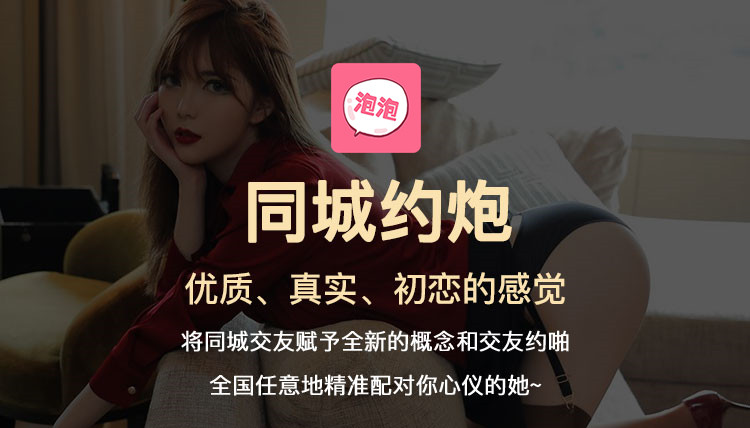 泡泡
同城约炮
优质、真实、初恋的感觉
将同城交友赋予全新的概念和交友约啪
全国任意地精准配对你心仪的她~